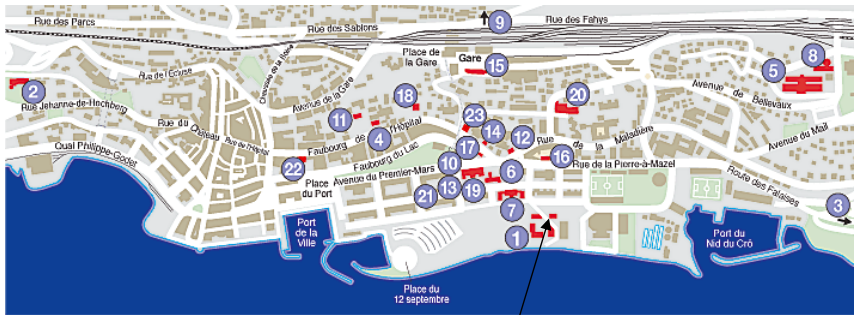 Rue des Parcs
Rue des Sablons
9
Rue des Fahys
Place de
la Gare
Gare
15
8
5
2
Rue de l'Ecluse
Chaussée de la Boine
Avenue de la Gare
18
20
Avenue de Bellevaux
Rue Jehanne-de-Hochberg
11
23
Rue du Château
4
Faubourg de l'Hôpital
14
12
Rue de la Maladière
Avenue du Mail
Rue de l'Hôpital
17
16
Quai Philippe-Godet
22
Faubourg du Lac
10
6
Rue de la Pierre-à-Mazel
Place
du Port
Avenue du Premier-Mars
21
13
19
7
Route des Falaises
3
Port
de la
Ville
1
Port du
Nid du Crô
Place du
12 septembre